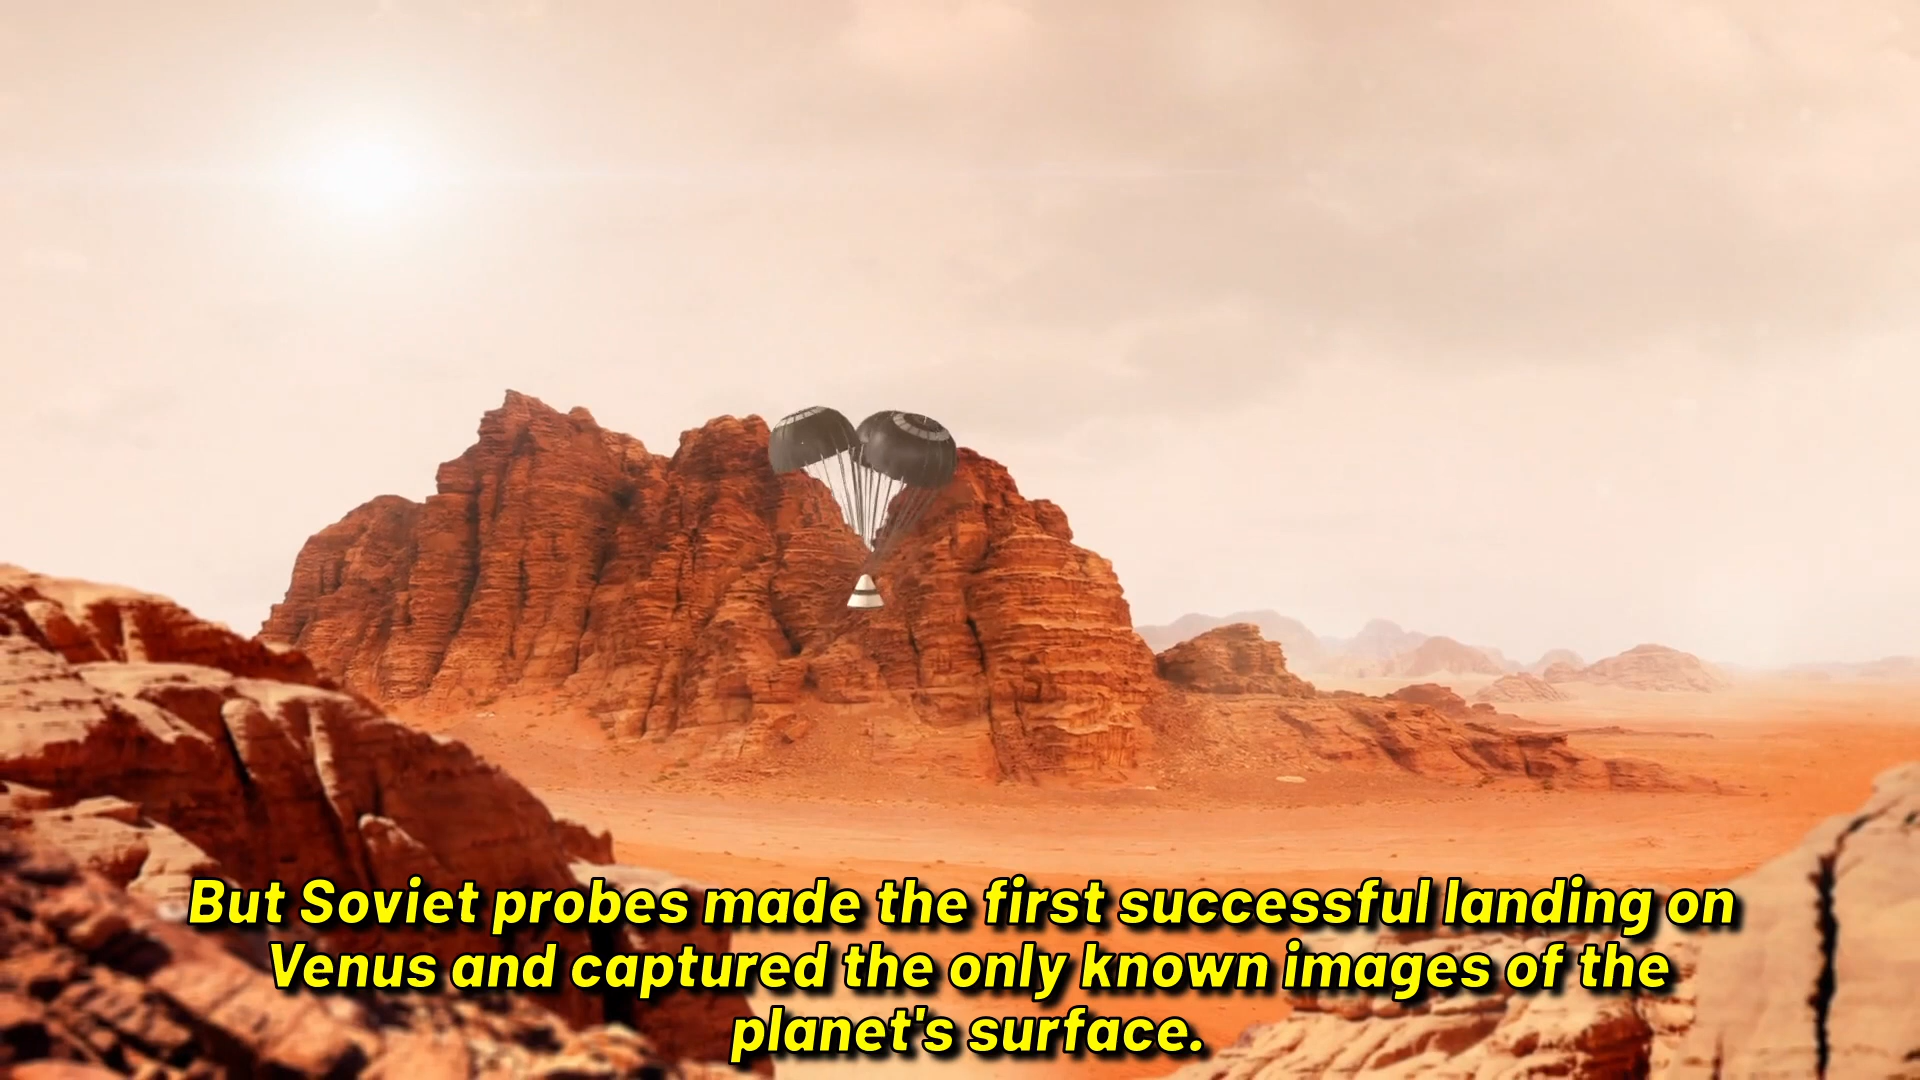 But Soviet probes made the first successful landing on
Venus and captured the only known images of the
planet's surface.